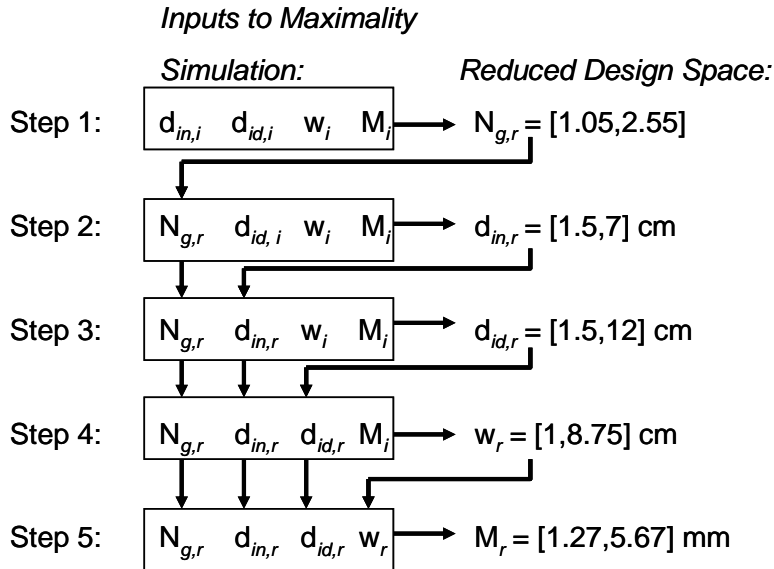 Inputs to Maximality
Simulation: Reduced Design Space:
Step 1: d_in,i d_id,i w_i M_i N_g,r = [1.05,2.55]
Step 2: N_g,r d_id, i w_i M_i d_in,r = [1.5,7] cm
Step 3: N_g,r d_in,r w_i M_i d_id,r = [1.5,12] cm
Step 4: N_g,r d_in,r d_id,r M_i w_r = [1,8.75] cm
Step 5: N_g,r d_in,r d_id,r w_r M_r = [1.27,5.67] mm